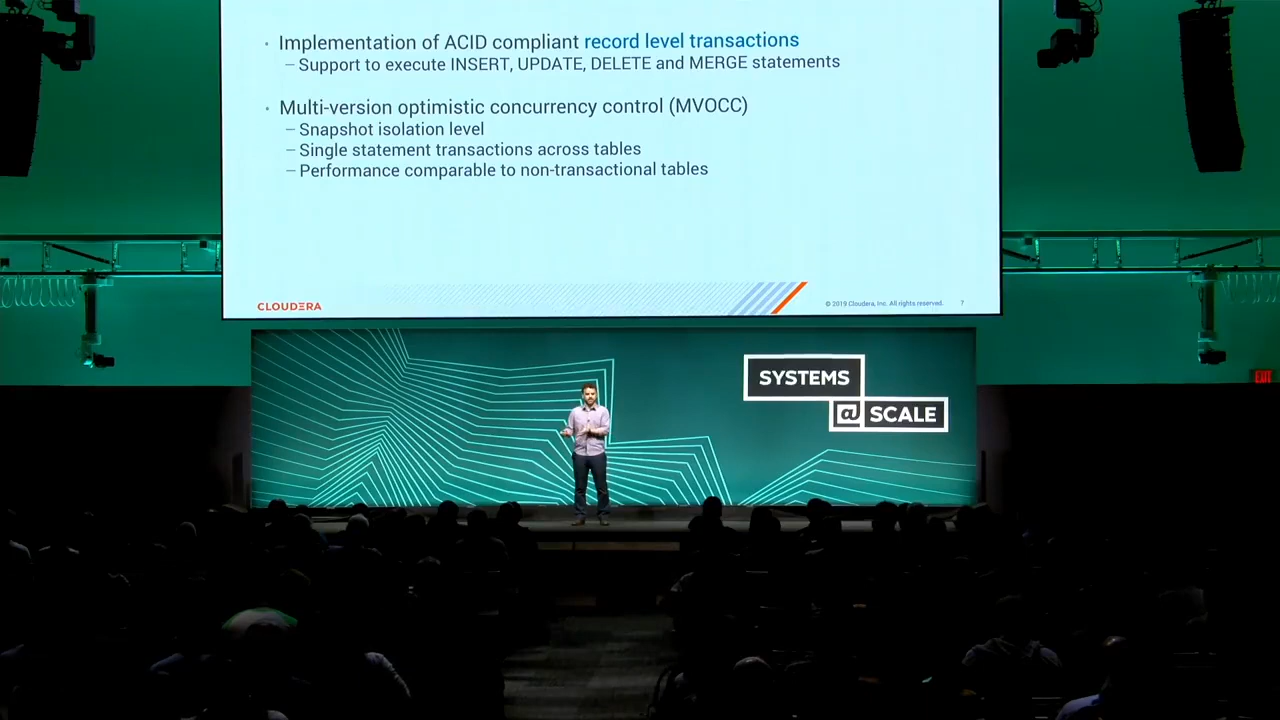 · Implementation of ACID compliant record level transactions
– Support to execute INSERT, UPDATE, DELETE and MERGE statements
· Multi-version optimistic concurrency control (MVOCC)
– Snapshot isolation level
– Single statement transactions across tables
– Performance comparable to non-transactional tables
CLOUDERA
© 2019 Cloudera, Inc. All rights reserved. 7
SYSTEMS
@ SCALE
EXIT